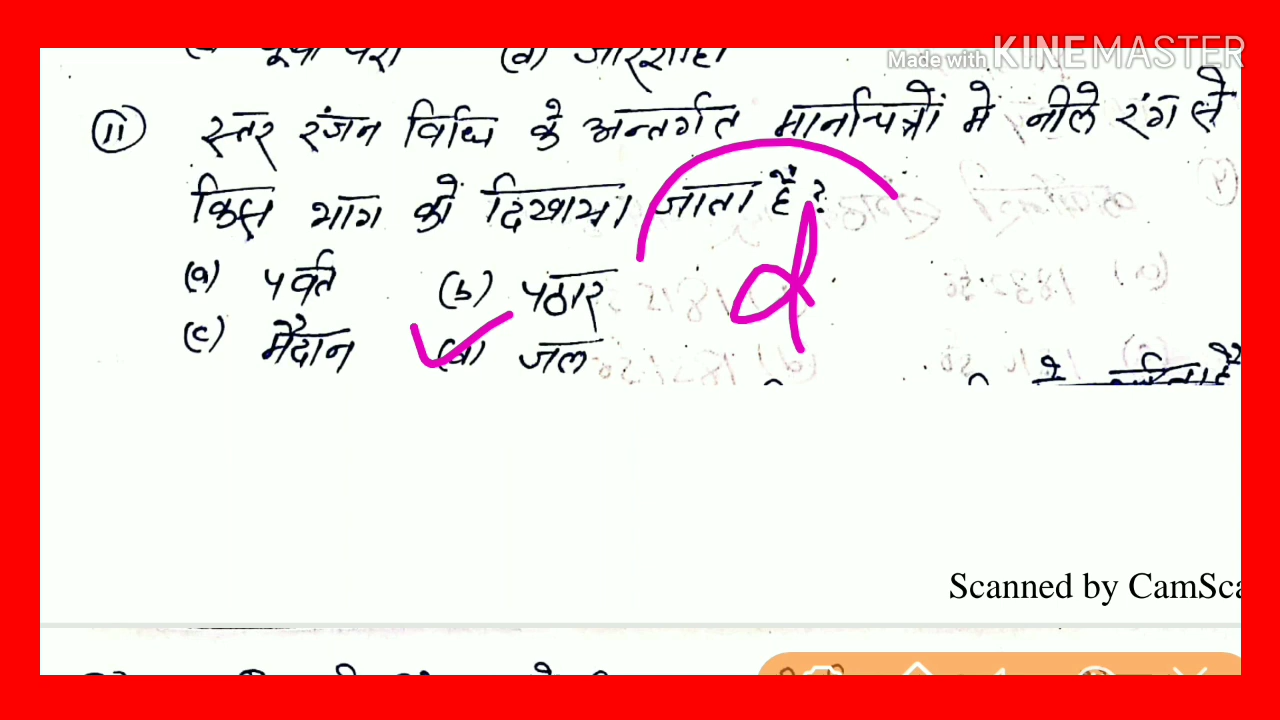 Made with KINEMASTER
(d)
11 स्तर रंजन विधि के अन्तर्गत मानचित्रों मे नीले रंग से
किस भाग को दिखाया जाता है?
(a) पर्वत (b) पठार
(c) मैदान (d) जल
d
Scanned by CamSca